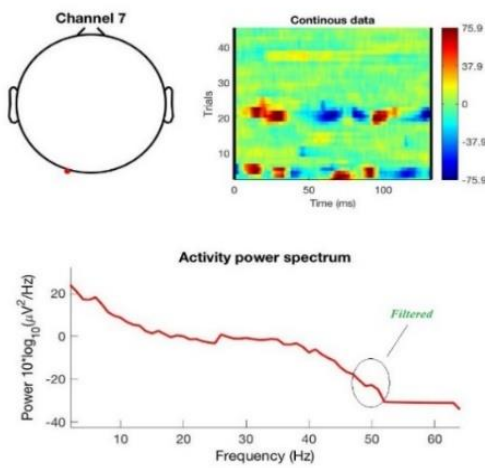 Channel 7
Continous data
Trials
40
30
20
10
0
50
100
Time (ms)
75.9
37.9
0
-37.9
-75.9
Activity power spectrum
Filtered
Power 10*log₁₀(μV²/Hz)
20
0
-20
-40
10
20
30
40
50
60
Frequency (Hz)